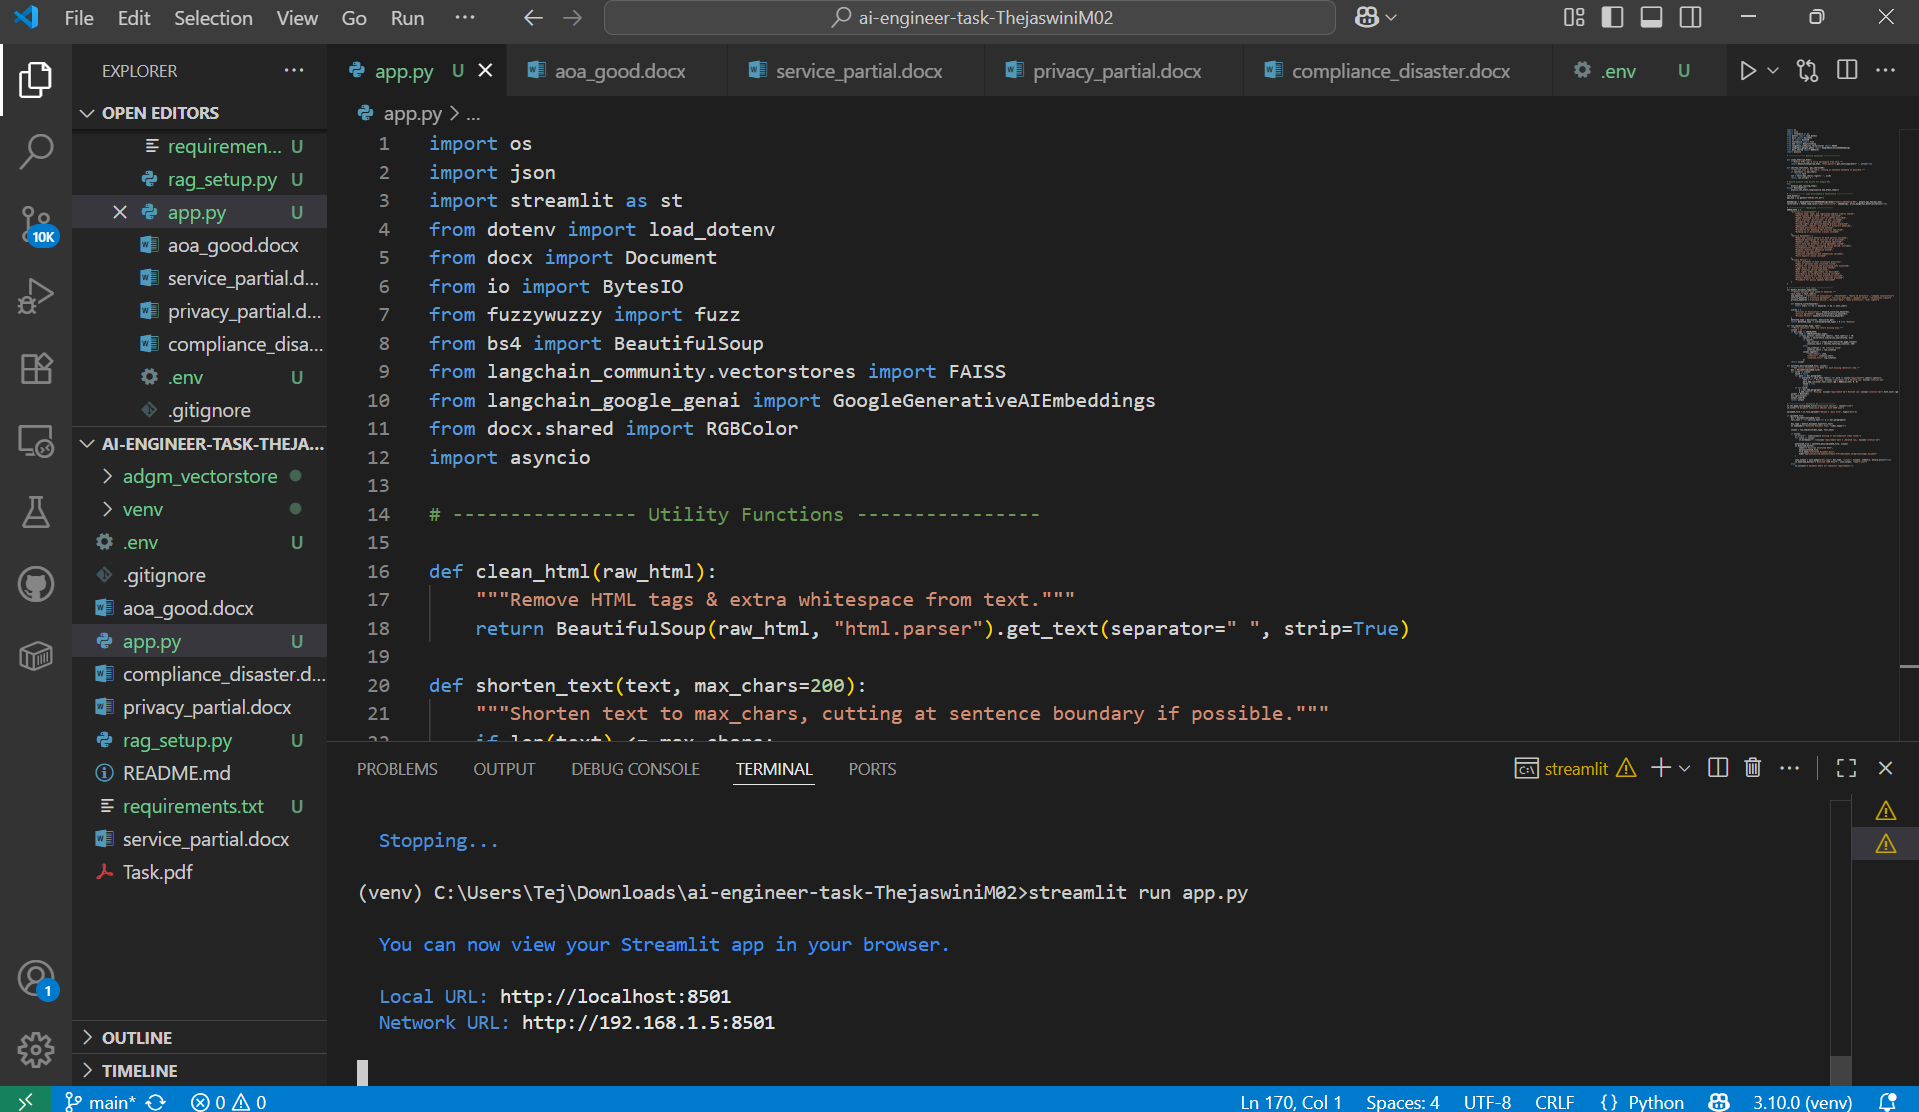 File Edit Selection View Go Run ai-engineer-task-ThejaswiniM02
EXPLORER
OPEN EDITORS
requiremen... U
rag_setup.py U
app.py U
aoa_good.docx
service_partial.d...
privacy_partial.d...
compliance_disa...
.env U
.gitignore
AI-ENGINEER-TASK-THEJA...
adgm_vectorstore
venv
.env U
.gitignore
aoa_good.docx
app.py U
compliance_disaster.d...
privacy_partial.docx
rag_setup.py U
README.md
requirements.txt U
service_partial.docx
Task.pdf
OUTLINE
TIMELINE
10K
1
app.py U aoa_good.docx service_partial.docx privacy_partial.docx compliance_disaster.docx .env U
app.py > ...
1 import os
2 import json
3 import streamlit as st
4 from dotenv import load_dotenv
5 from docx import Document
6 from io import BytesIO
7 from fuzzywuzzy import fuzz
8 from bs4 import BeautifulSoup
9 from langchain_community.vectorstores import FAISS
10 from langchain_google_genai import GoogleGenerativeAIEmbeddings
11 from docx.shared import RGBColor
12 import asyncio
13
14 # ---------------- Utility Functions ----------------
15
16 def clean_html(raw_html):
17 """Remove HTML tags & extra whitespace from text."""
18 return BeautifulSoup(raw_html, "html.parser").get_text(separator=" ", strip=True)
19
20 def shorten_text(text, max_chars=200):
21 """Shorten text to max_chars, cutting at sentence boundary if possible."""
22 if len(text) <= max_chars:
PROBLEMS OUTPUT DEBUG CONSOLE TERMINAL PORTS streamlit
Stopping...
(venv) C:\Users\Tej\Downloads\ai-engineer-task-ThejaswiniM02>streamlit run app.py
You can now view your Streamlit app in your browser.
Local URL: http://localhost:8501
Network URL: http://192.168.1.5:8501
main* 0 0 Ln 170, Col 1 Spaces: 4 UTF-8 CRLF {} Python 3.10.0 (venv)